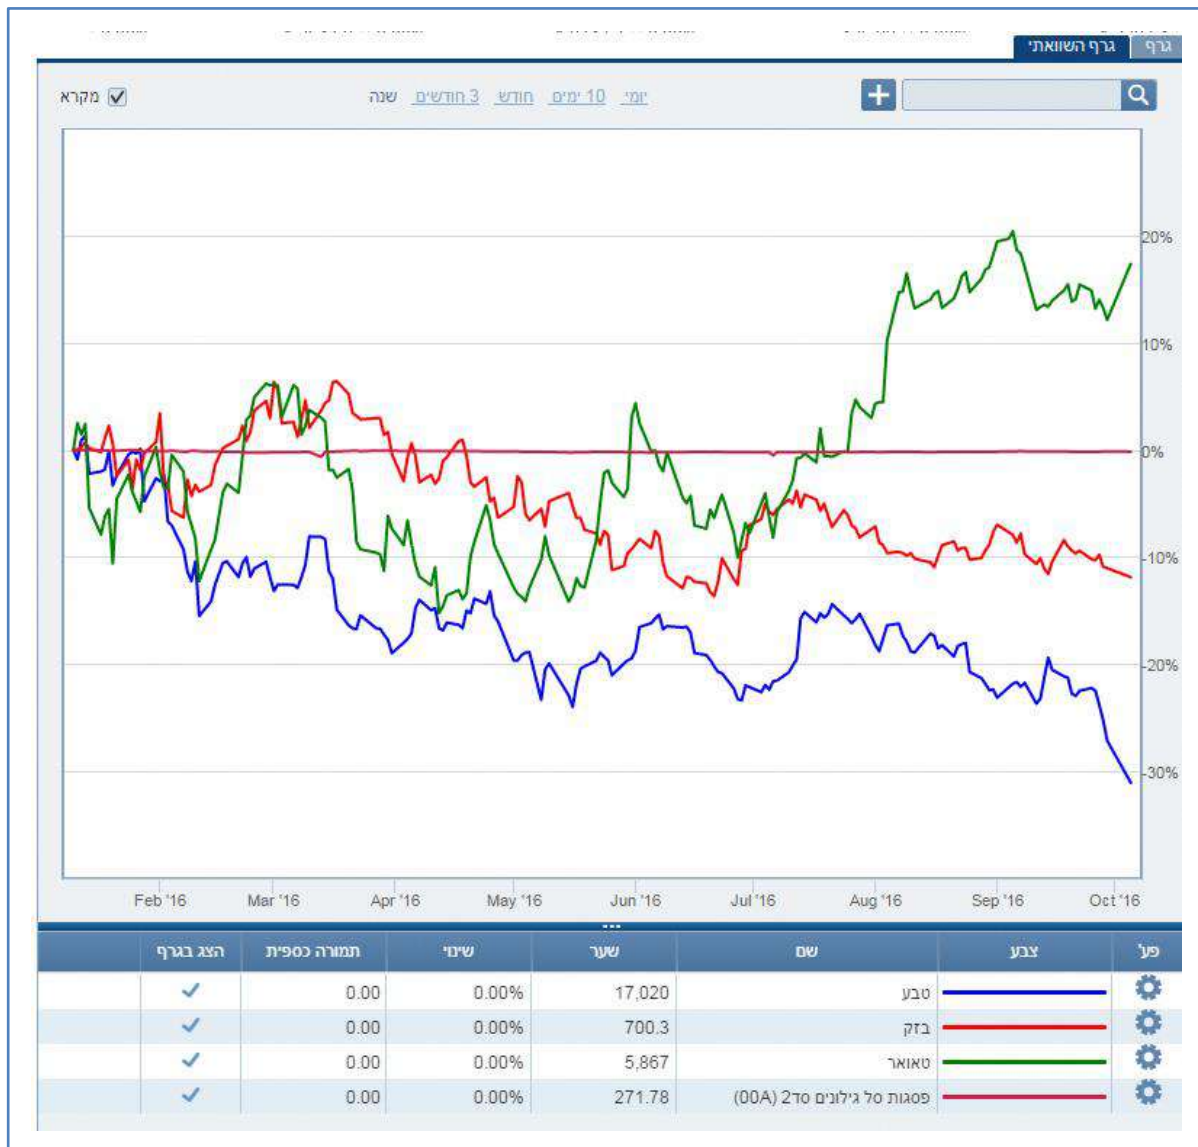 גרף גרף השוואתי
יומי 10 ימים חודש 3 חודשים שנה מקרא
20%
10%
0%
-10%
-20%
-30%
Feb '16 Mar '16 Apr '16 May '16 Jun '16 Jul '16 Aug '16 Sep '16 Oct '16
פע' צבע שם שער שינוי תמורה כספית הצג בגרף
טבע 17,020 0.00% 0.00
בזק 700.3 0.00% 0.00
טאואר 5,867 0.00% 0.00
פסגות סל גילונים סד2 (00A) 271.78 0.00% 0.00